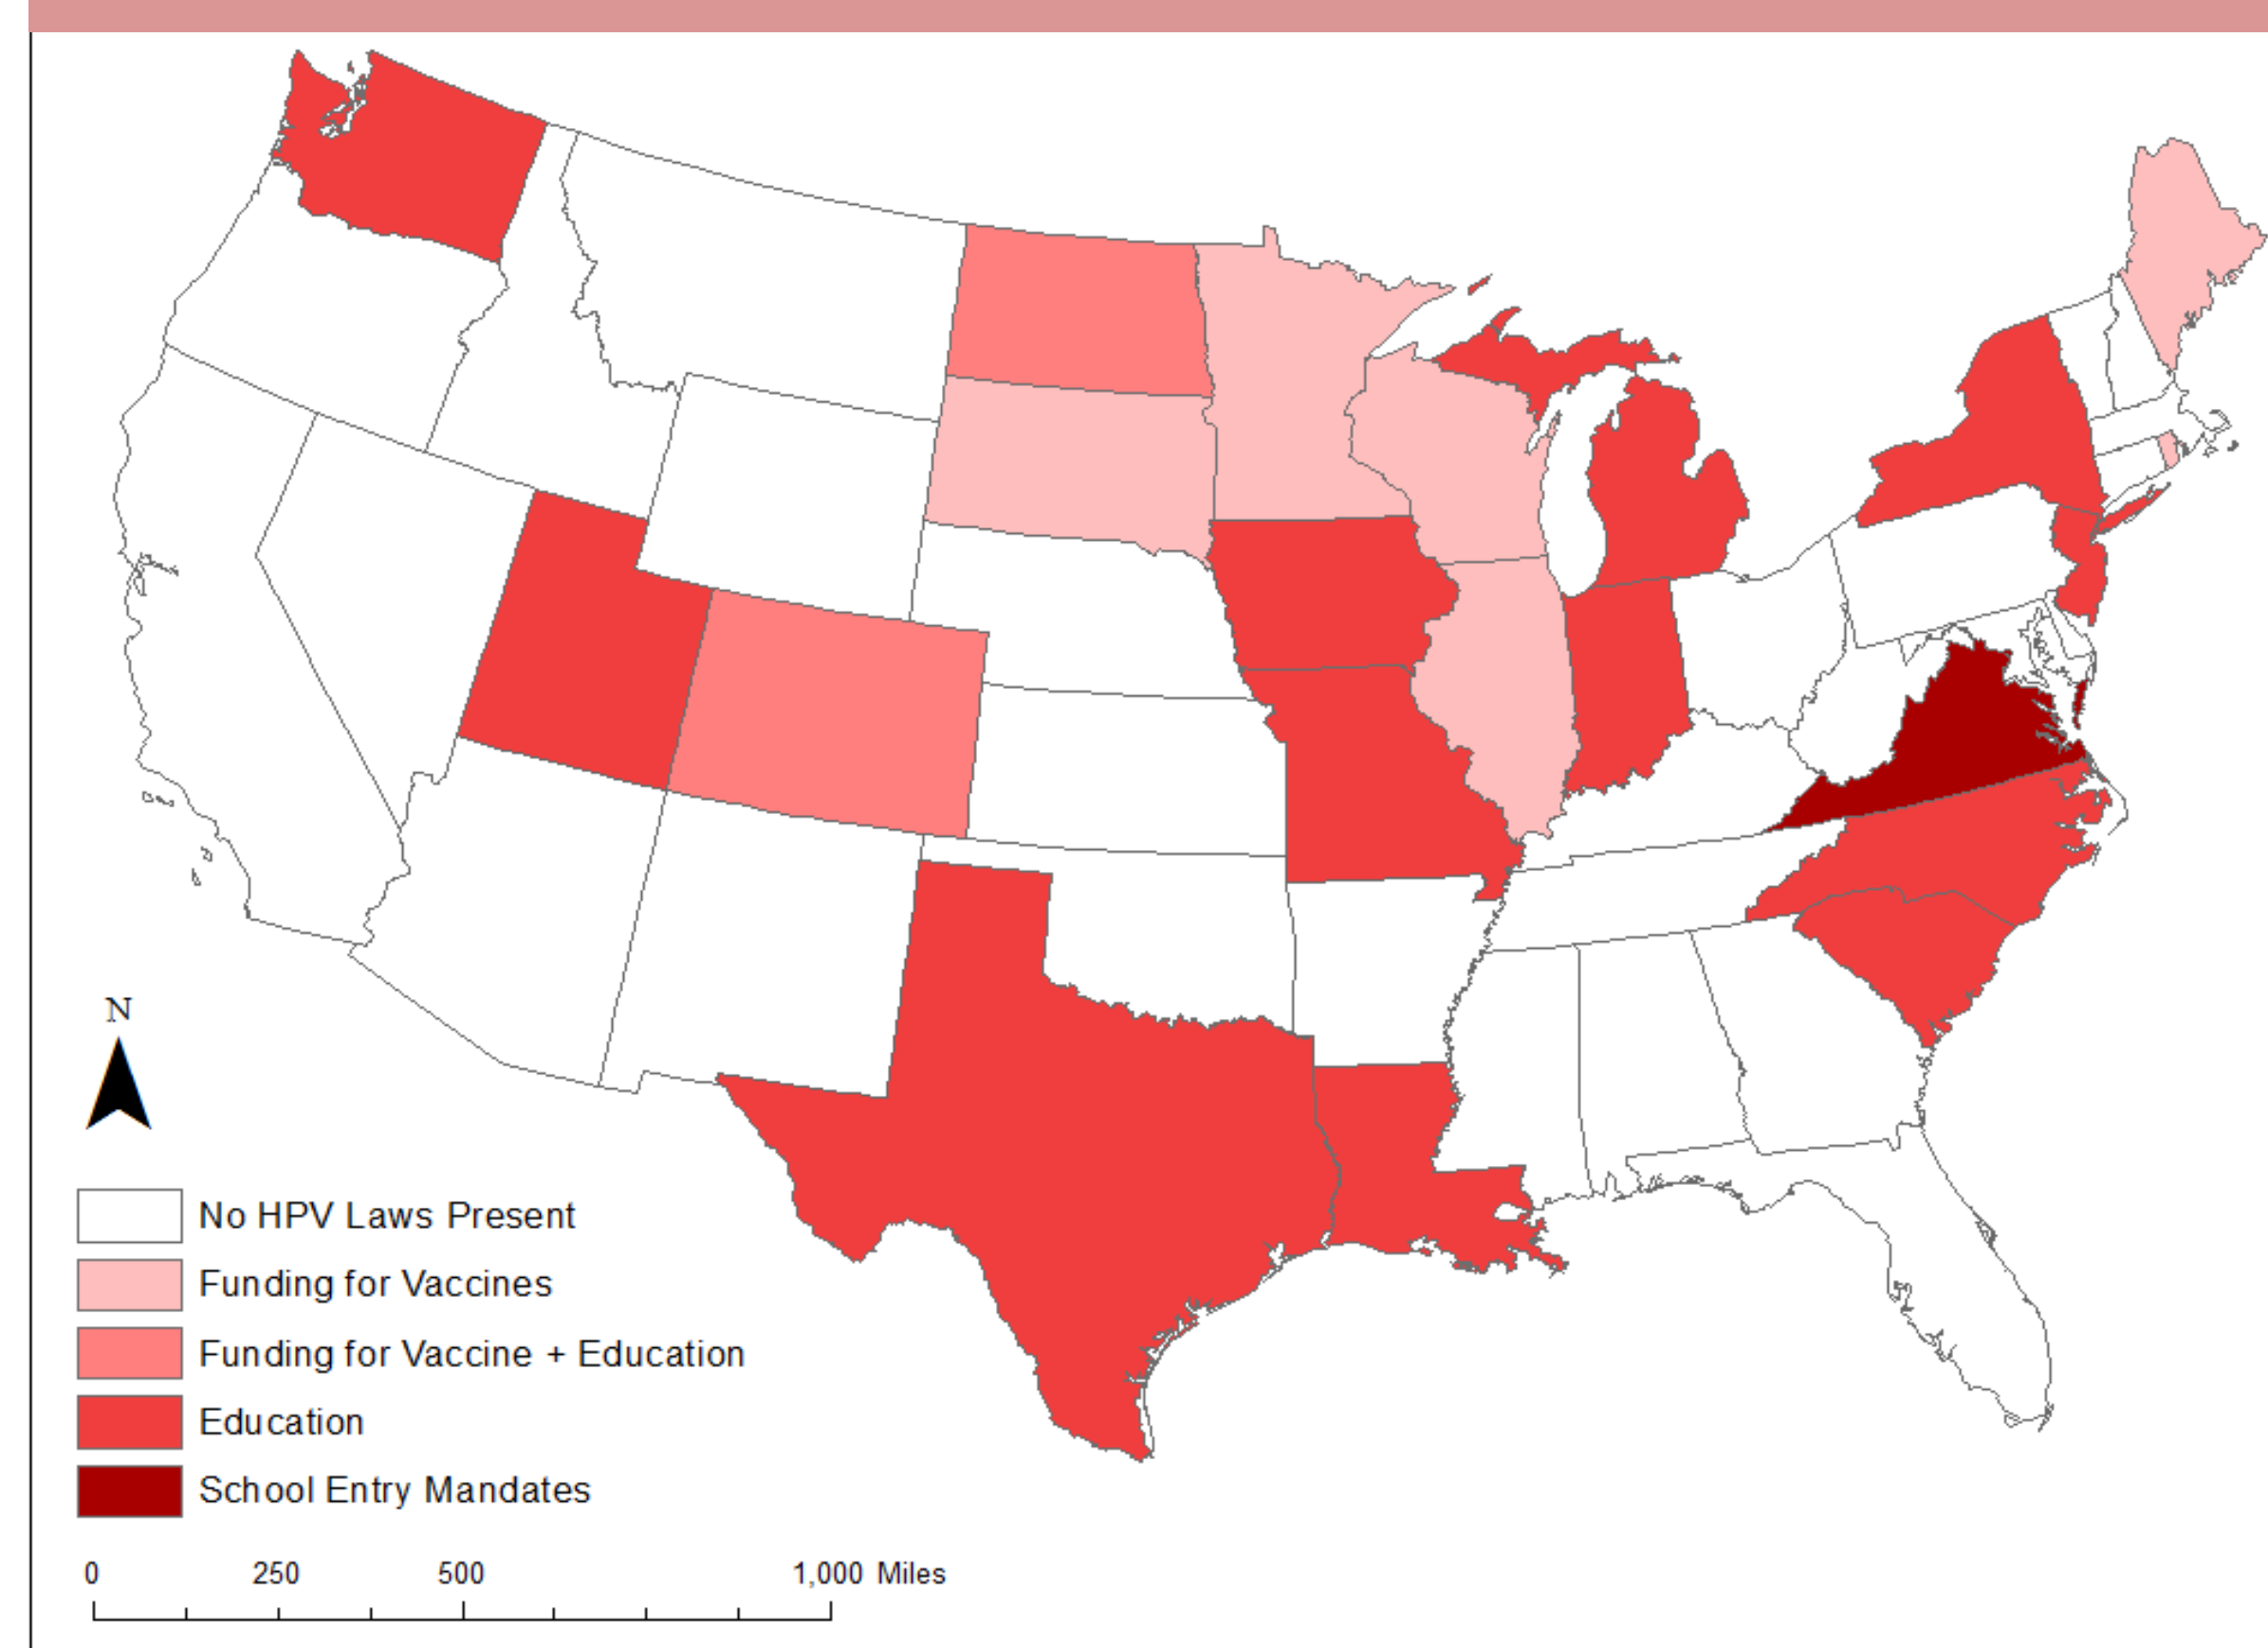 N
No HPV Laws Present
Funding for Vaccines
Funding for Vaccine + Education
Education
School Entry Mandates
0 250 500 1,000 Miles